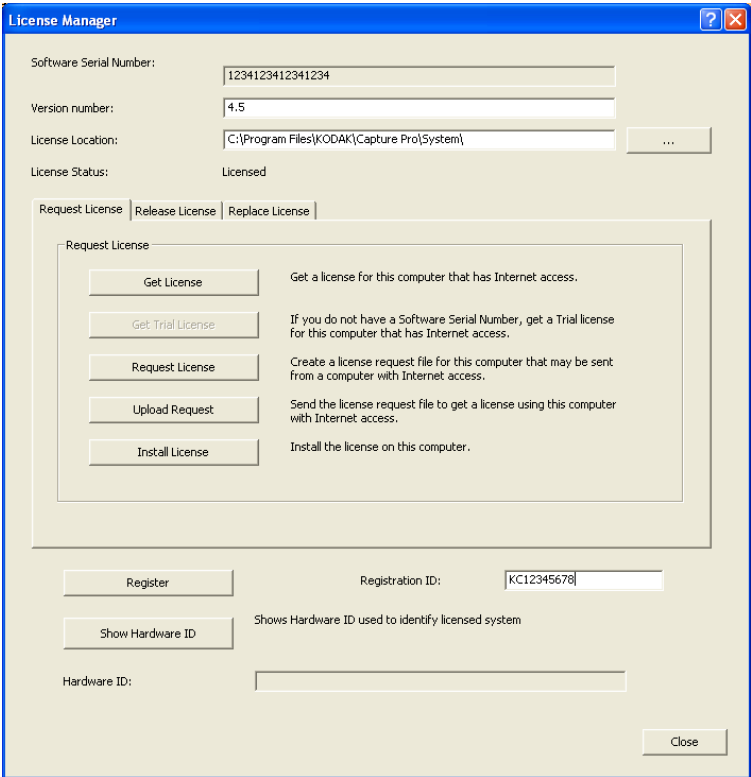 License Manager
Software Serial Number:
1234123412341234
Version number:
4.5
License Location:
C:\Program Files\KODAK\Capture Pro\System\
...
License Status:
Licensed
Request License
Release License
Replace License
Request License
Get License
Get a license for this computer that has Internet access.
Get Trial License
If you do not have a Software Serial Number, get a Trial license
for this computer that has Internet access.
Request License
Create a license request file for this computer that may be sent
from a computer with Internet access.
Upload Request
Send the license request file to get a license using this computer
with Internet access.
Install License
Install the license on this computer.
Register
Registration ID:
KC12345678
Show Hardware ID
Shows Hardware ID used to identify licensed system
Hardware ID:
Close